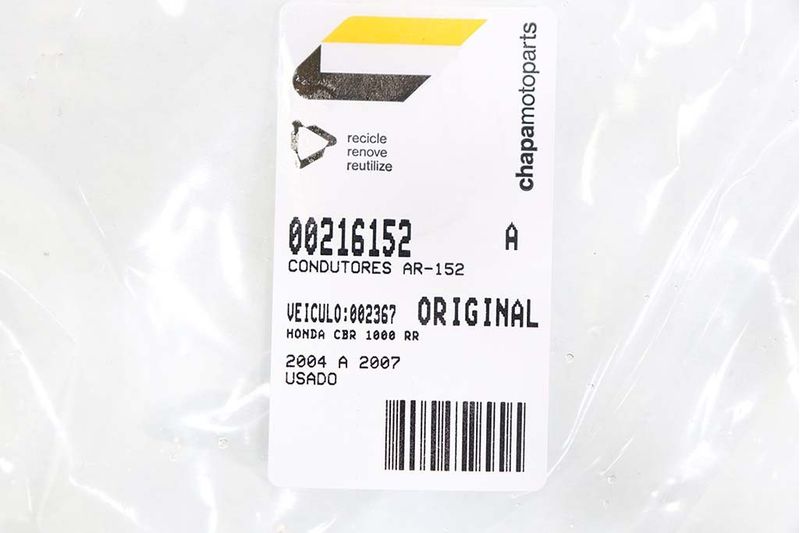 chapamotoparts
recicle
renove
reutilize
00216152 A
CONDUTORES AR-152
VEICULO:002367 ORIGINAL
HONDA CBR 1000 RR
2004 A 2007
USADO